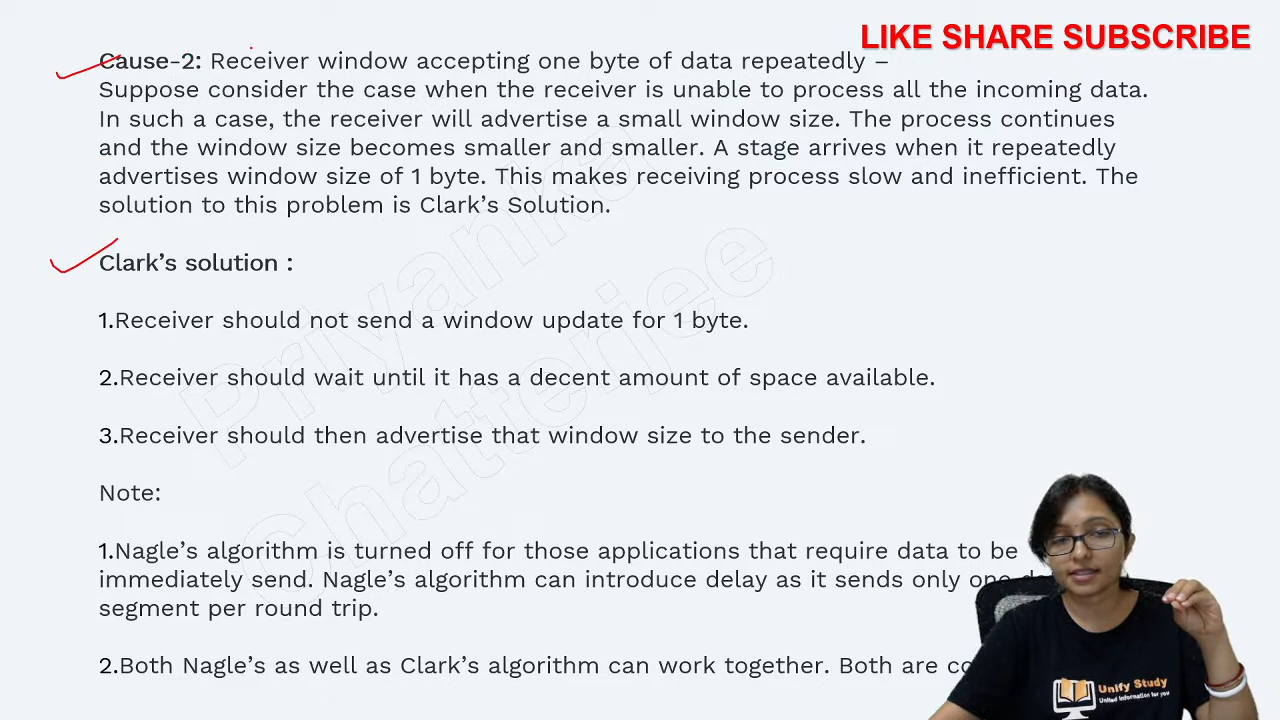 LIKE SHARE SUBSCRIBE
Cause-2: Receiver window accepting one byte of data repeatedly –
Suppose consider the case when the receiver is unable to process all the incoming data.
In such a case, the receiver will advertise a small window size. The process continues
and the window size becomes smaller and smaller. A stage arrives when it repeatedly
advertises window size of 1 byte. This makes receiving process slow and inefficient. The
solution to this problem is Clark’s Solution.
Clark’s solution :
1.Receiver should not send a window update for 1 byte.
2.Receiver should wait until it has a decent amount of space available.
3.Receiver should then advertise that window size to the sender.
Note:
1.Nagle’s algorithm is turned off for those applications that require data to be
immediately send. Nagle’s algorithm can introduce delay as it sends only one
segment per round trip.
2.Both Nagle’s as well as Clark’s algorithm can work together. Both are
Priyanka
Chatterjee
Unify Study
United Information for you